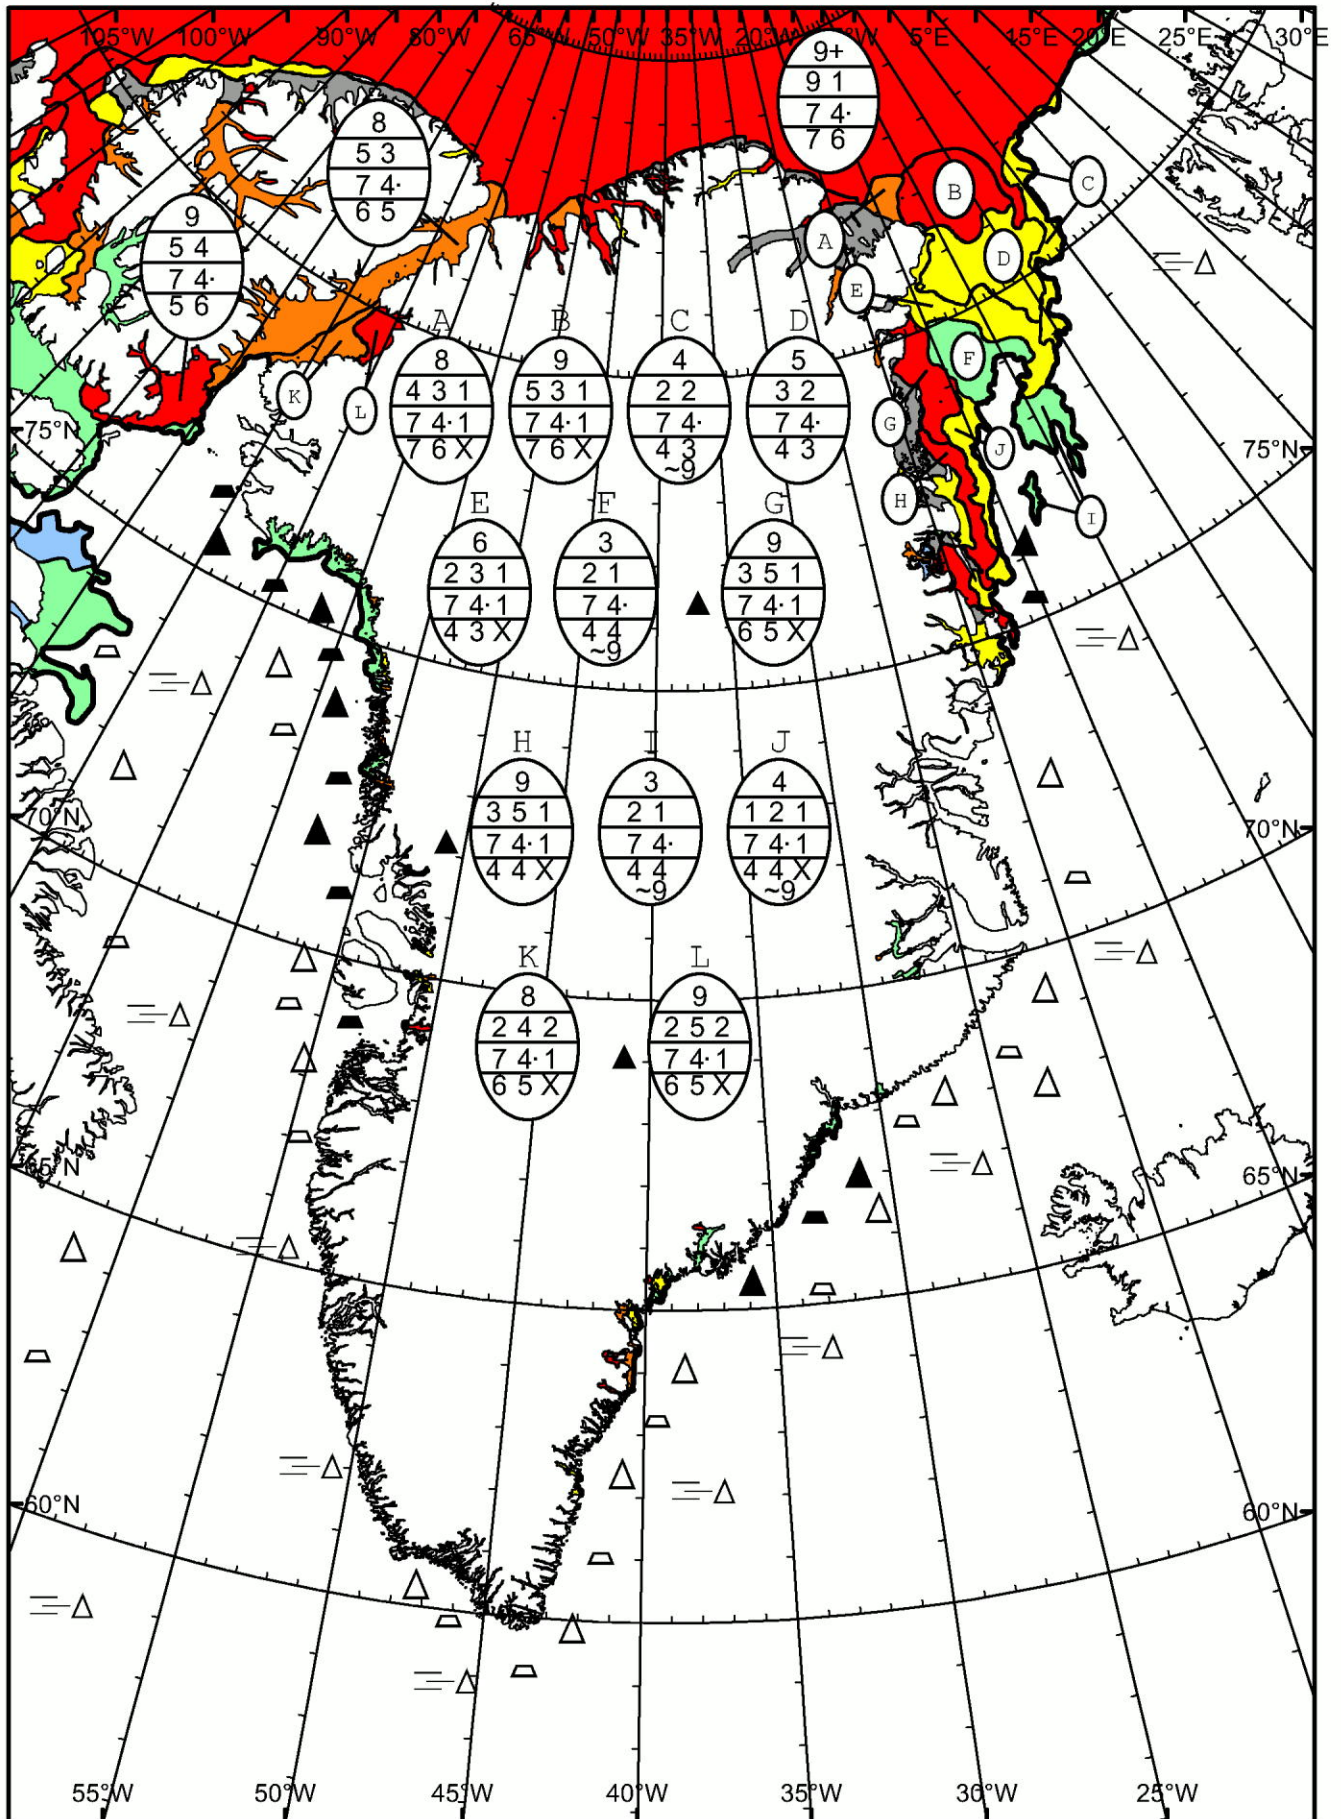 105°W 100°W 90°W 80°W 65°W 50°W 40°W 35°W 20°W °W 5°E 15°E 20°E 25°E 30°E
9+
9 1
7 4·
7 6
8
5 3
7 4·
6 5
9
5 4
7 4·
5 6
B
C
A
D
E
F
K
L
G
J
H
I
75°N
75°N
A B C D
8 9 4 5
4 3 1 5 3 1 2 2 3 2
7 4·1 7 4·1 7 4· 7 4·
7 6 X 7 6 X 4 3 4 3
~9
E F G
6 3 9
2 3 1 2 1 3 5 1
7 4·1 7 4· 7 4·1
4 3 X 4 4 6 5 X
~9
H I J
9 3 4
3 5 1 2 1 1 2 1
7 4·1 7 4· 7 4·1
4 4 X 4 4 4 4 X
~9 ~9
70°N 70°N
K L
8 9
2 4 2 2 5 2
7 4·1 7 4·1
6 5 X 6 5 X
65°N 65°N
60°N 60°N
55°W 50°W 45°W 40°W 35°W 30°W 25°W